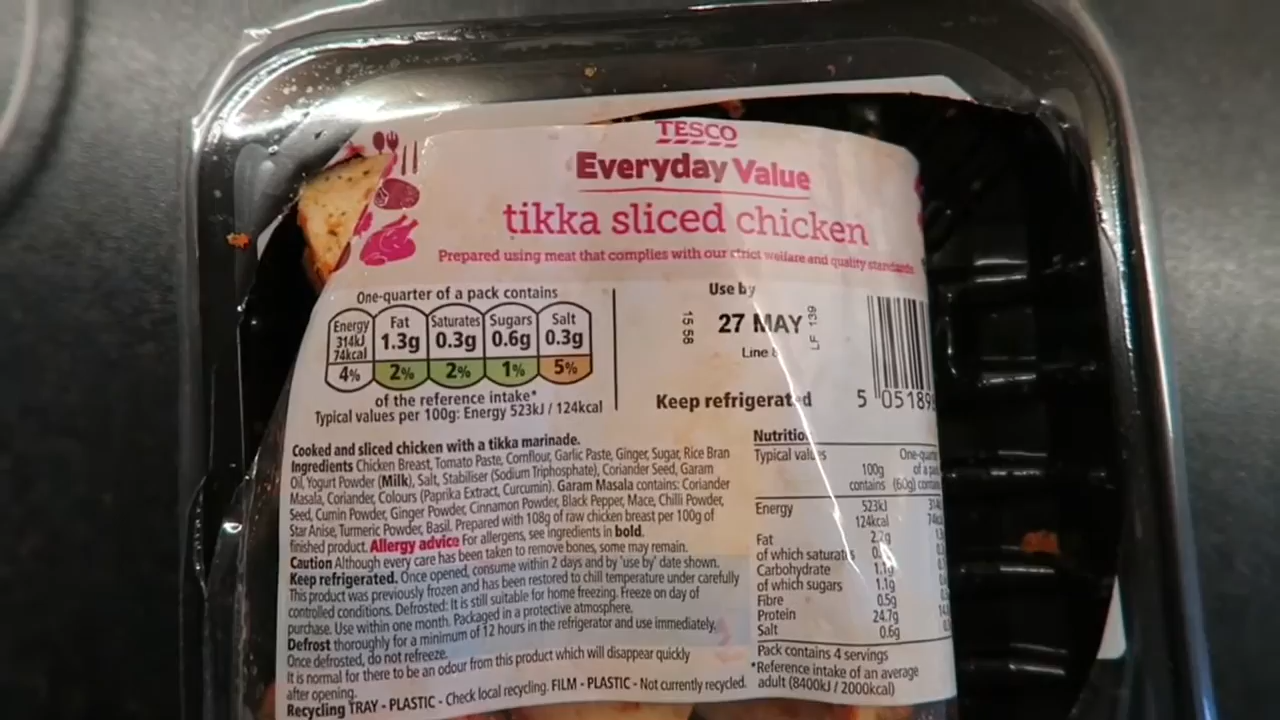 TESCO
Everyday Value
tikka sliced chicken
Prepared using meat that complies with our strict welfare and quality standards
One-quarter of a pack contains
Energy 314kJ 74kcal 4%
Fat 1.3g 2%
Saturates 0.3g 2%
Sugars 0.6g 1%
Salt 0.3g 5%
of the reference intake*
Typical values per 100g: Energy 523kJ / 124kcal
Use by
15 58
27 MAY
LF 139
Line
Keep refrigerated
5 051898
Cooked and sliced chicken with a tikka marinade.
Ingredients Chicken Breast, Tomato Paste, Cornflour, Garlic Paste, Ginger, Sugar, Rice Bran
Oil, Yogurt Powder (Milk), Salt, Stabiliser (Sodium Triphosphate), Coriander Seed, Garam
Masala, Coriander, Colours (Paprika Extract, Curcumin). Garam Masala contains: Coriander
Seed, Cumin Powder, Ginger Powder, Cinnamon Powder, Black Pepper, Mace, Chilli Powder,
Star Anise, Turmeric Powder, Basil. Prepared with 108g of raw chicken breast per 100g of
finished product. Allergy advice For allergens, see ingredients in bold.
Caution Although every care has been taken to remove bones, some may remain.
Keep refrigerated. Once opened, consume within 2 days and by 'use by' date shown.
This product was previously frozen and has been restored to chill temperature under carefully
controlled conditions. Defrosted: It is still suitable for home freezing. Freeze on day of
purchase. Use within one month. Packaged in a protective atmosphere.
Defrost thoroughly for a minimum of 12 hours in the refrigerator and use immediately.
Once defrosted, do not refreeze.
It is normal for there to be an odour from this product which will disappear quickly
after opening.
Recycling TRAY - PLASTIC - Check local recycling. FILM - PLASTIC - Not currently recycled.
Nutritio
Typical values
100g contains
One-quarter of a pack (60g) contains
Energy 523kJ 314
124kcal 74kcal
Fat 2.2g
of which saturates
Carbohydrate 1.1g
of which sugars 1.1g
Fibre 0.5g
Protein 24.7g
Salt 0.6g
Pack contains 4 servings
*Reference intake of an average
adult (8400kJ / 2000kcal)